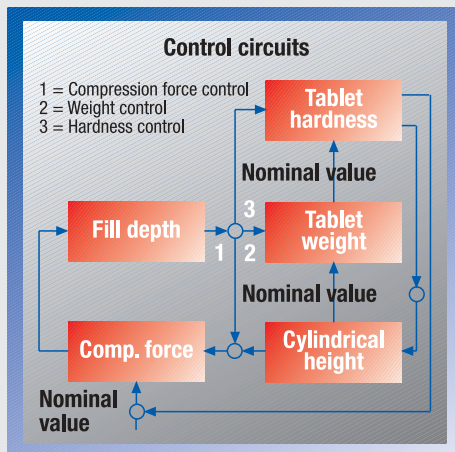 Control circuits
1 = Compression force control
2 = Weight control
3 = Hardness control
Tablet
hardness
Nominal value
3
Fill depth
1
2
Tablet
weight
Nominal value
Comp. force
Cylindrical
height
Nominal
value